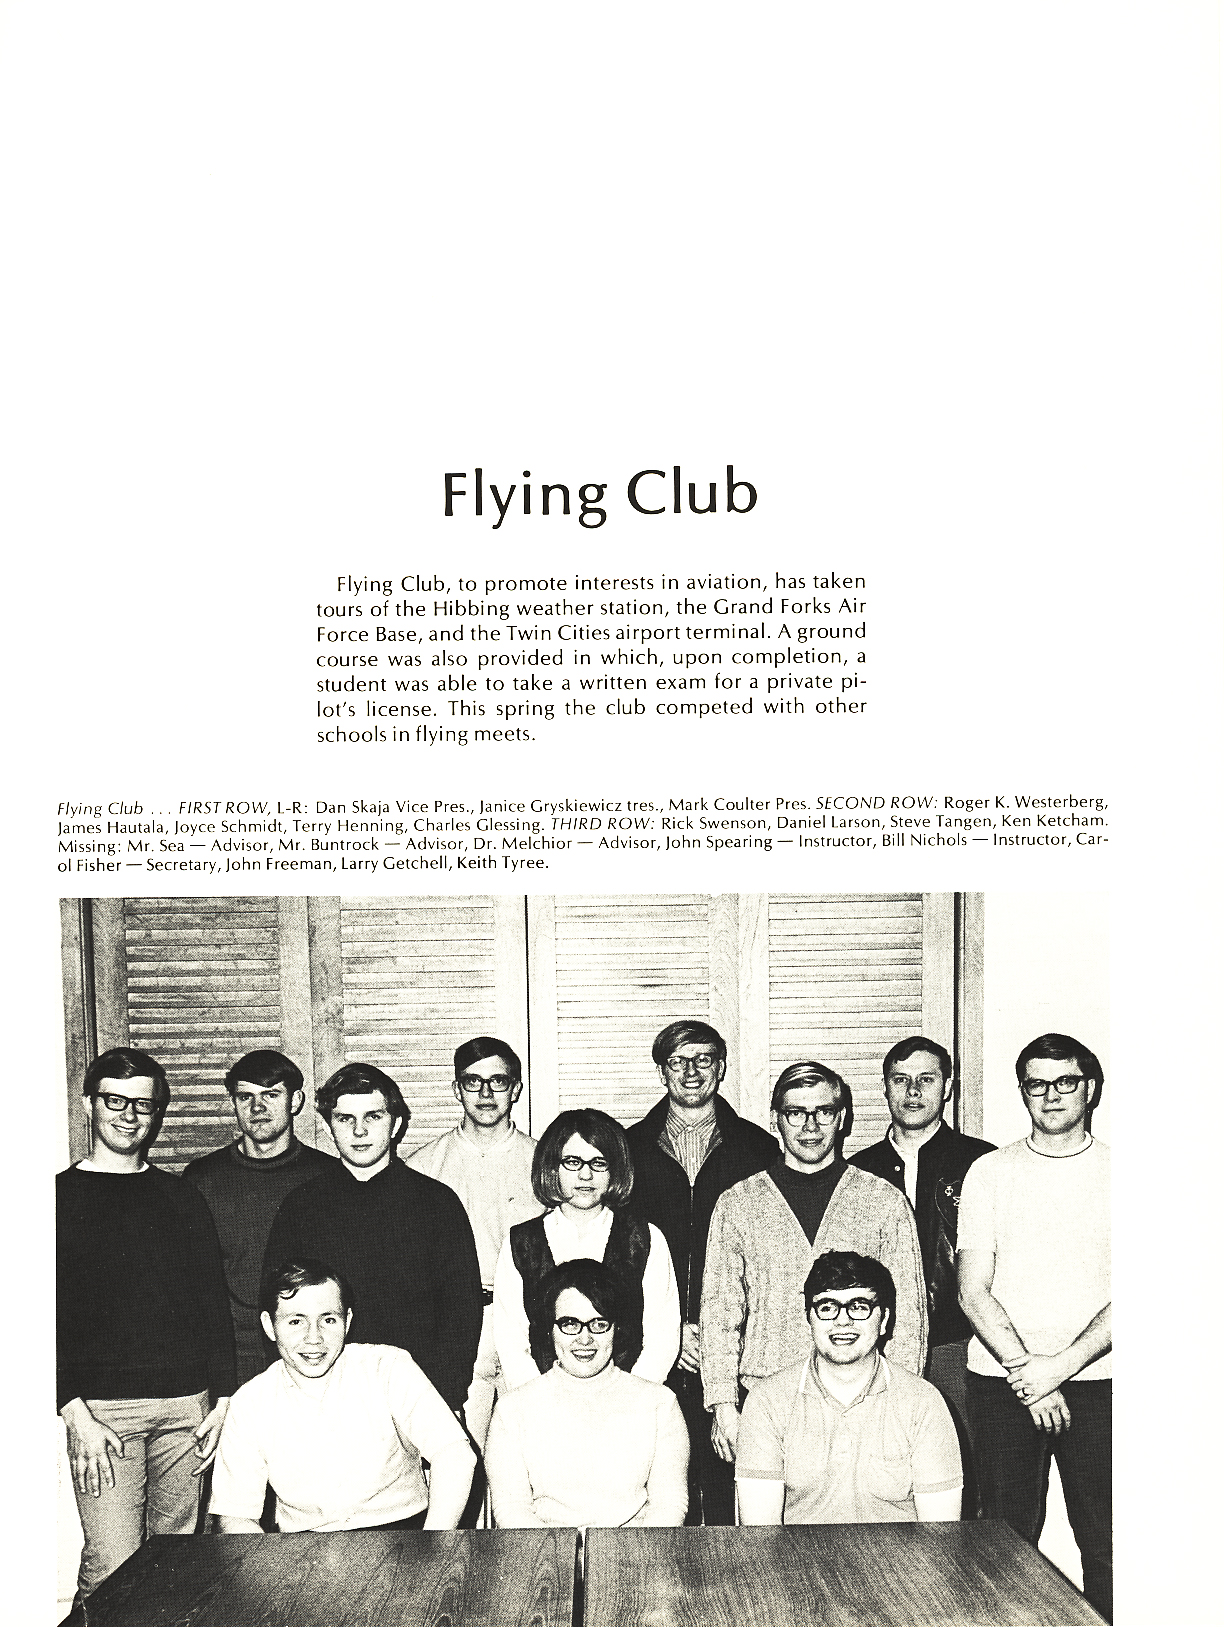 Flying Club
Flying Club, to promote interests in aviation, has taken
tours of the Hibbing weather station, the Grand Forks Air
Force Base, and the Twin Cities airport terminal. A ground
course was also provided in which, upon completion, a
student was able to take a written exam for a private pi-
lot's license. This spring the club competed with other
schools in flying meets.
Flying Club . . . FIRST ROW, L-R: Dan Skaja Vice Pres., Janice Gryskiewicz tres., Mark Coulter Pres. SECOND ROW: Roger K. Westerberg,
James Hautala, Joyce Schmidt, Terry Henning, Charles Glessing. THIRD ROW: Rick Swenson, Daniel Larson, Steve Tangen, Ken Ketcham.
Missing: Mr. Sea — Advisor, Mr. Buntrock — Advisor, Dr. Melchior — Advisor, John Spearing — Instructor, Bill Nichols — Instructor, Car-
ol Fisher — Secretary, John Freeman, Larry Getchell, Keith Tyree.